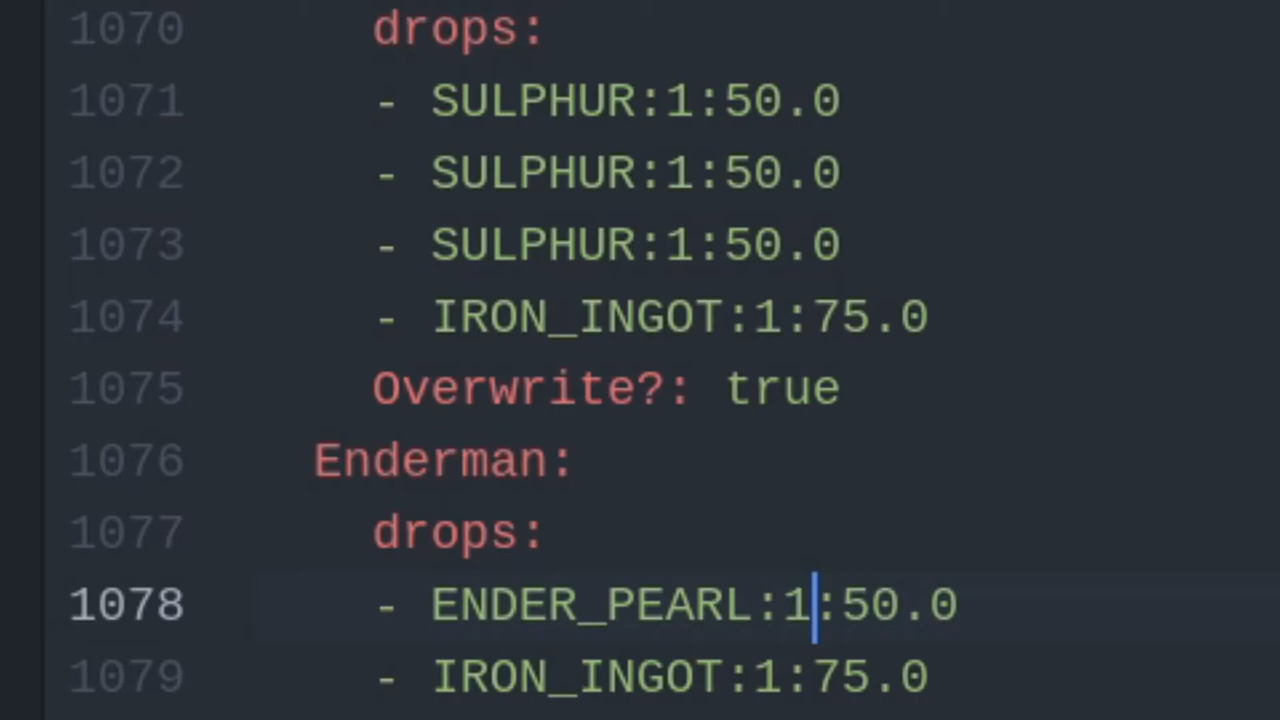 1070 drops:
1071 - SULPHUR:1:50.0
1072 - SULPHUR:1:50.0
1073 - SULPHUR:1:50.0
1074 - IRON_INGOT:1:75.0
1075 Overwrite?: true
1076 Enderman:
1077 drops:
1078 - ENDER_PEARL:1:50.0
1079 - IRON_INGOT:1:75.0